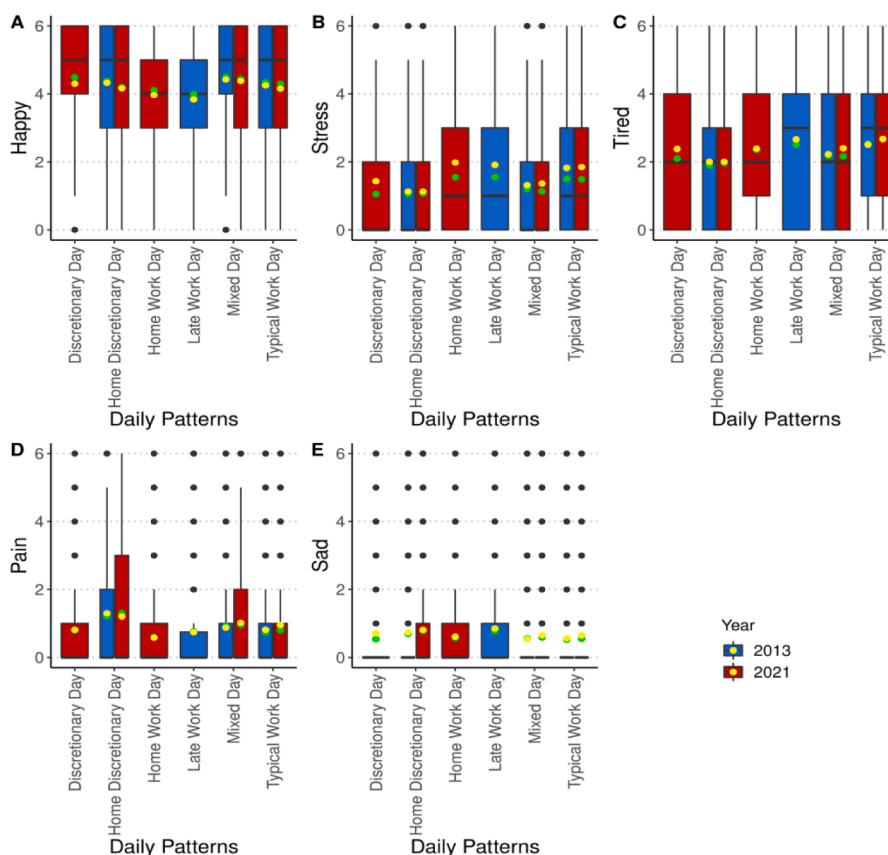 A
Happy
6
4
2
0
Discretionary Day
Home Discretionary Day
Home Work Day
Late Work Day
Mixed Day
Typical Work Day
Daily Patterns
B
Stress
6
4
2
0
Discretionary Day
Home Discretionary Day
Home Work Day
Late Work Day
Mixed Day
Typical Work Day
Daily Patterns
C
Tired
6
4
2
0
Discretionary Day
Home Discretionary Day
Home Work Day
Late Work Day
Mixed Day
Typical Work Day
Daily Patterns
D
Pain
6
4
2
0
Discretionary Day
Home Discretionary Day
Home Work Day
Late Work Day
Mixed Day
Typical Work Day
Daily Patterns
E
Sad
6
4
2
0
Discretionary Day
Home Discretionary Day
Home Work Day
Late Work Day
Mixed Day
Typical Work Day
Daily Patterns
Year
2013
2021